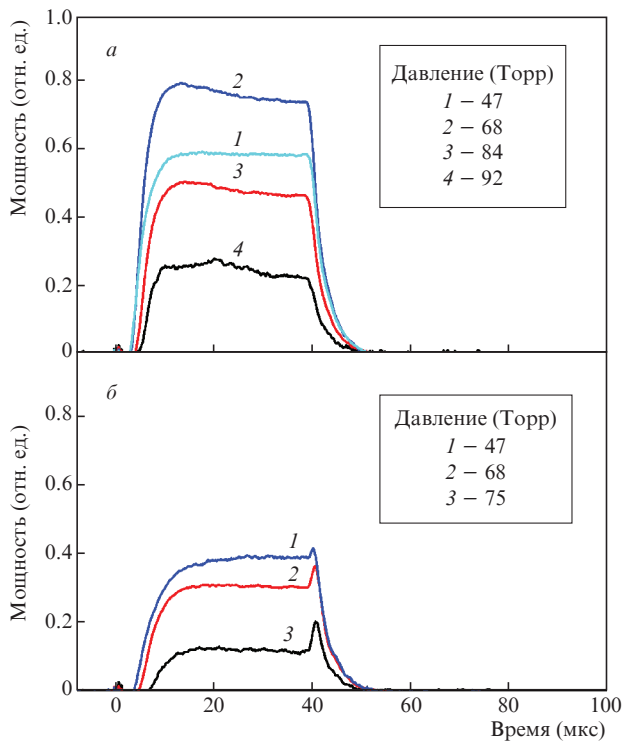 Мощность (отн. ед.)
1.0
0.8
0.6
0.4
0.2
0
а
2
1
3
4
Давление (Торр)
1 – 47
2 – 68
3 – 84
4 – 92
Мощность (отн. ед.)
0.8
0.6
0.4
0.2
0
б
1
2
3
Давление (Торр)
1 – 47
2 – 68
3 – 75
0 20 40 60 80 100
Время (мкс)